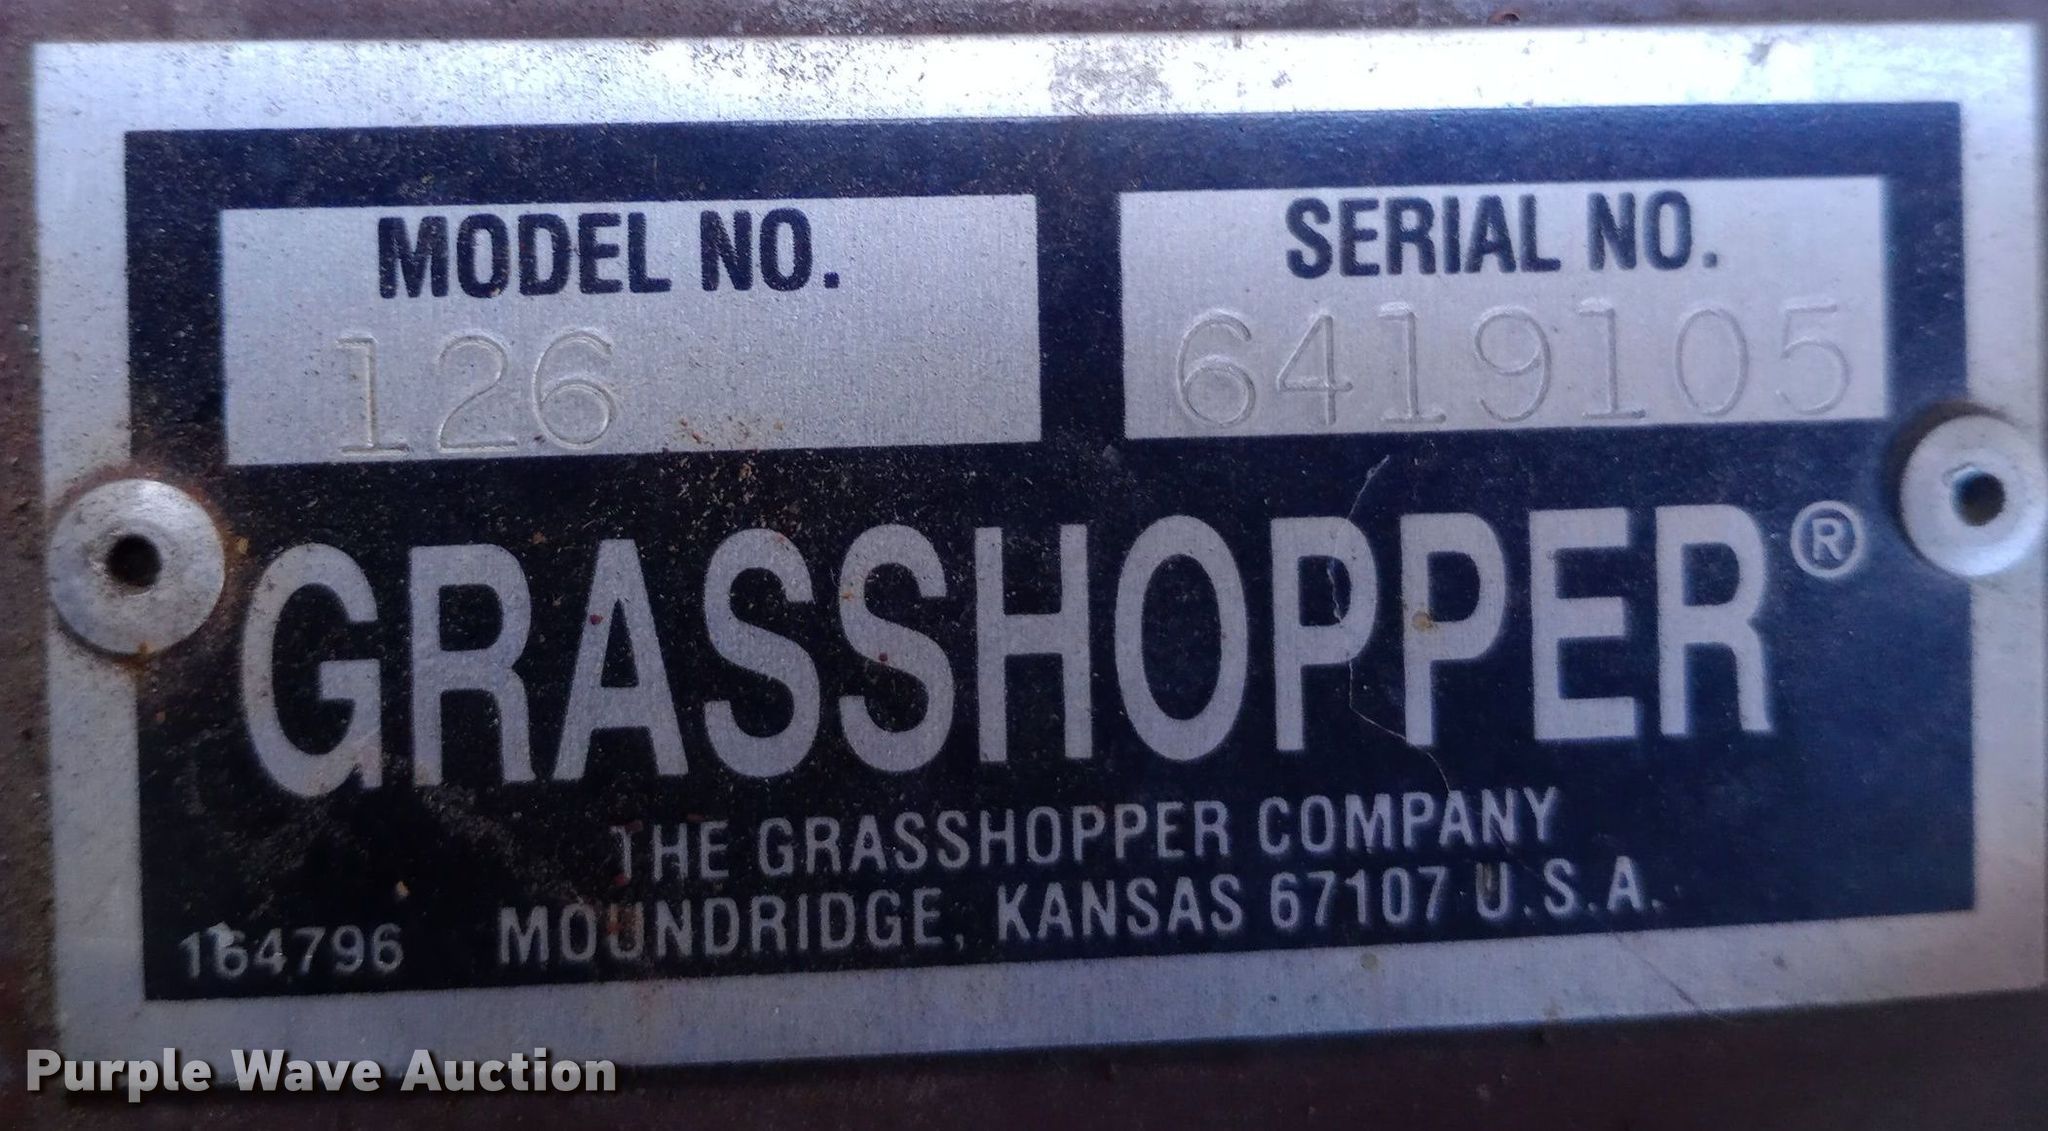 MODEL NO.
126
SERIAL NO.
6419105
GRASSHOPPER®
THE GRASSHOPPER COMPANY
MOUNDRIDGE, KANSAS 67107 U.S.A.
164796
Purple Wave Auction